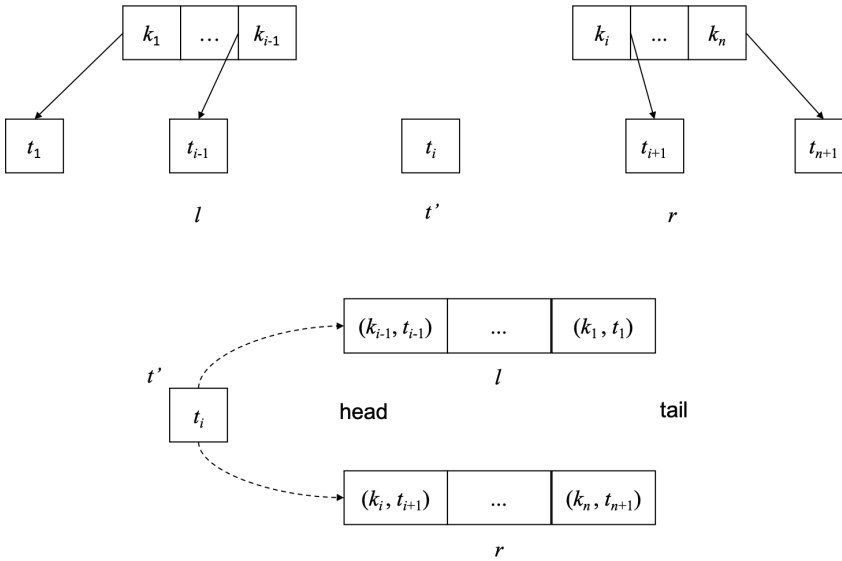 k₁ … kᵢ₋₁ kᵢ ... kₙ
t₁ tᵢ₋₁ tᵢ tᵢ₊₁ tₙ₊₁
l t’ r
(kᵢ₋₁, tᵢ₋₁) ... (k₁, t₁)
t’ l
tᵢ head tail
(kᵢ, tᵢ₊₁) ... (kₙ, tₙ₊₁)
r